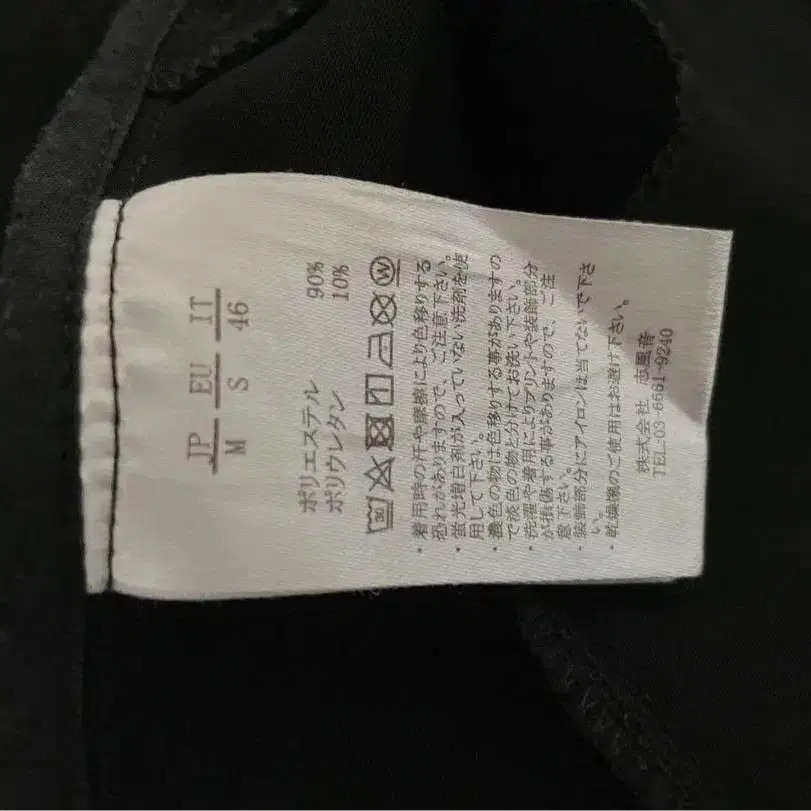 JP EU IT
M S 46
ポリエステル 90%
ポリウレタン 10%
30 W
・着用時の汗や摩擦により色移りする
恐れがありますので、ご注意下さい。
・蛍光増白剤が入っていない洗剤を使
用して下さい。
・濃色の物は色移りする事がありますの
で淡色の物と分けてお洗い下さい。
・洗濯や着用によりプリントや装飾部分
が損傷する事がありますので、ご注
意下さい。
・装飾部分にアイロンは当てないで下さ
い。
・乾燥機のご使用はお避け下さい。
株式会社 志風音
TEL:03-6661-9240